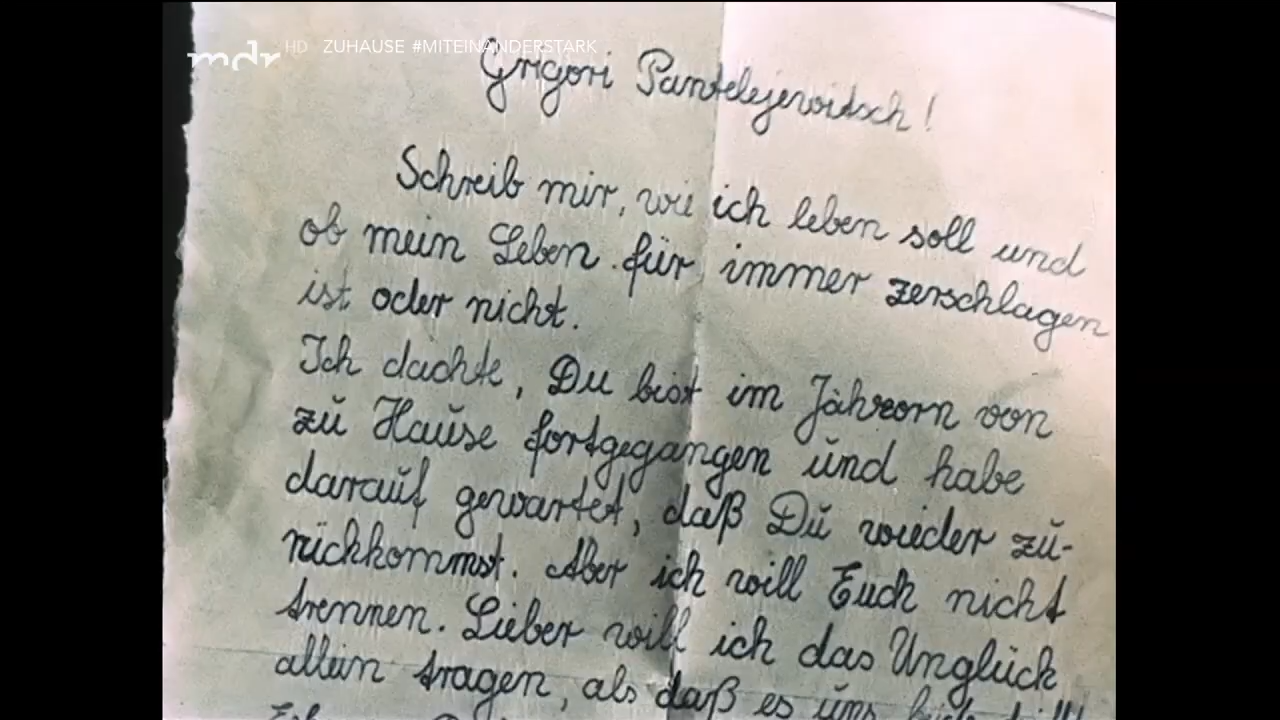 mdr HD ZUHAUSE #MITEINANDERSTARK
Grigori Pantelejewitsch!
Schreib mir, wie ich leben soll und
ob mein Leben für immer zerschlagen
ist oder nicht.
Ich dachte, Du bist im Jähzorn von
zu Hause fortgegangen und habe
darauf gewartet, daß Du wieder zu-
rückkommst. Aber ich will Euch nicht
trennen. Lieber will ich das Unglück
allein tragen, als daß es uns